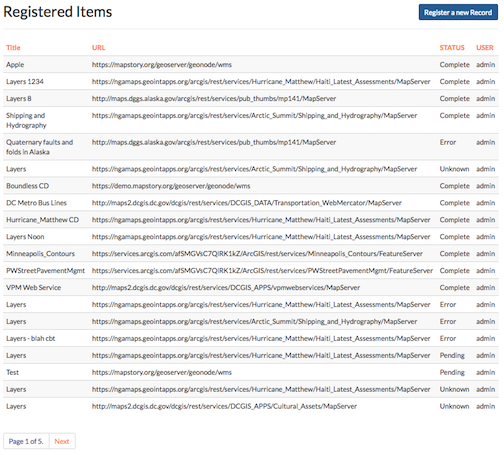 Registered Items
Register a new Record
Title URL STATUS USER
Apple https://mapstory.org/geoserver/geonode/wms Complete admin
Layers 1234 https://ngamaps.geointapps.org/arcgis/rest/services/Hurricane_Matthew/Haiti_Latest_Assessments/MapServer Complete admin
Layers 8 http://maps.dggs.alaska.gov/arcgis/rest/services/pub_thumbs/mp141/MapServer Complete admin
Shipping and https://ngamaps.geointapps.org/arcgis/rest/services/Arctic_Summit/Shipping_and_Hydrography/MapServer Complete admin
Hydrography
Quaternary faults and http://maps.dggs.alaska.gov/arcgis/rest/services/pub_thumbs/mp141/MapServer Error admin
folds in Alaska
Layers https://ngamaps.geointapps.org/arcgis/rest/services/Arctic_Summit/Shipping_and_Hydrography/MapServer Unknown admin
Boundless CD https://demo.mapstory.org/geoserver/geonode/wms Complete admin
DC Metro Bus Lines http://maps2.dcgis.dc.gov/dcgis/rest/services/DCGIS_DATA/Transportation_WebMercator/MapServer Complete admin
Hurricane_Matthew CD https://ngamaps.geointapps.org/arcgis/rest/services/Hurricane_Matthew/Haiti_Latest_Assessments/MapServer Complete admin
Layers Noon https://ngamaps.geointapps.org/arcgis/rest/services/Hurricane_Matthew/Haiti_Latest_Assessments/MapServer Complete admin
Minneapolis_Contours https://services.arcgis.com/afSMGVsC7QlRK1kZ/ArcGIS/rest/services/Minneapolis_Contours/FeatureServer Complete admin
PWStreetPavementMgmt https://services.arcgis.com/afSMGVsC7QlRK1kZ/ArcGIS/rest/services/PWStreetPavementMgmt/FeatureServer Complete admin
VPM Web Service http://maps2.dcgis.dc.gov/dcgis/rest/services/DCGIS_APPS/vpmwebservices/MapServer Complete admin
Layers https://ngamaps.geointapps.org/arcgis/rest/services/Hurricane_Matthew/Haiti_Latest_Assessments/MapServer Error admin
Layers https://ngamaps.geointapps.org/arcgis/rest/services/Arctic_Summit/Shipping_and_Hydrography/MapServer Error admin
Layers - blah cbt https://ngamaps.geointapps.org/arcgis/rest/services/Hurricane_Matthew/Haiti_Latest_Assessments/MapServer Error admin
Layers https://ngamaps.geointapps.org/arcgis/rest/services/Hurricane_Matthew/Haiti_Latest_Assessments/MapServer Pending admin
Test https://mapstory.org/geoserver/geonode/wms Pending admin
Layers https://ngamaps.geointapps.org/arcgis/rest/services/Hurricane_Matthew/Haiti_Latest_Assessments/MapServer Unknown admin
Layers http://maps2.dcgis.dc.gov/dcgis/rest/services/DCGIS_APPS/Cultural_Assets/MapServer Unknown admin
Page 1 of 5. Next